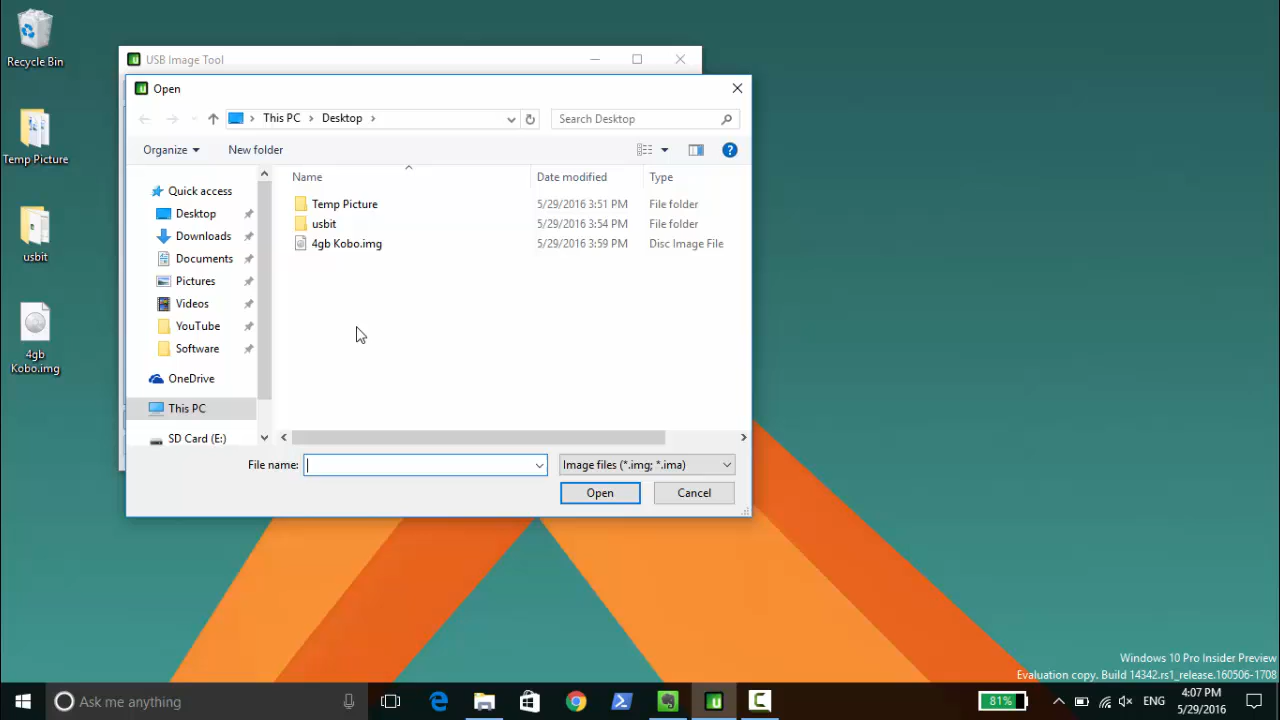 Recycle Bin
Temp Picture
usbit
4gb
Kobo.img
USB Image Tool
Open
This PC
Desktop
Search Desktop
Organize
New folder
Name
Date modified
Type
Quick access
Desktop
Downloads
Documents
Pictures
Videos
YouTube
Software
OneDrive
This PC
SD Card (E:)
Temp Picture 5/29/2016 3:51 PM File folder
usbit 5/29/2016 3:54 PM File folder
4gb Kobo.img 5/29/2016 3:59 PM Disc Image File
File name:
Image files (*.img; *.ima)
Open
Cancel
Windows 10 Pro Insider Preview
Evaluation copy. Build 14342.rs1_release.160506-1708
Ask me anything
81%
ENG
4:07 PM
5/29/2016